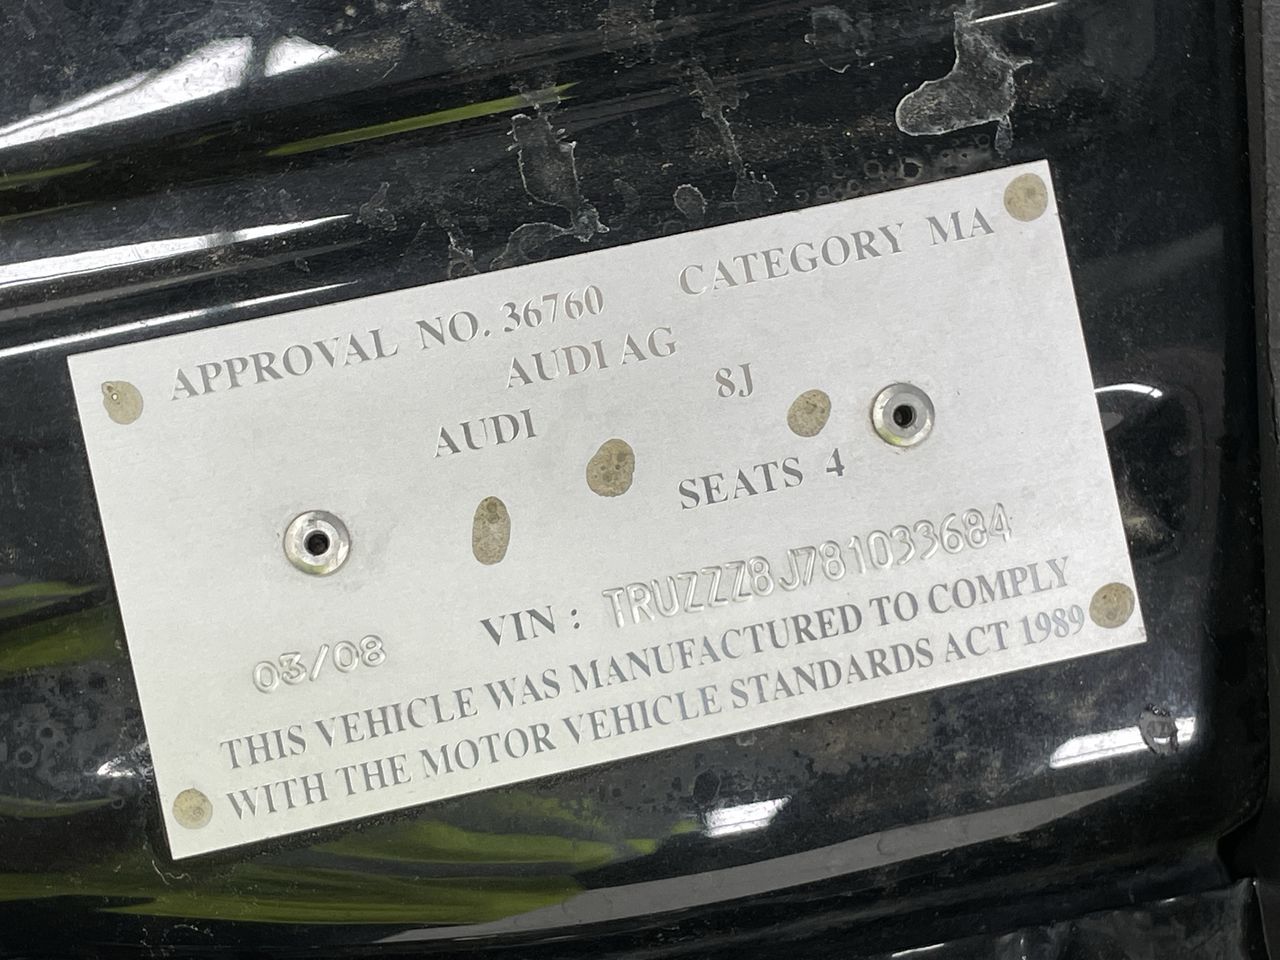 APPROVAL NO. 36760 CATEGORY MA
AUDI AG
AUDI 8J
SEATS 4
VIN : TRUZZZ8J781033684
03/08
THIS VEHICLE WAS MANUFACTURED TO COMPLY
WITH THE MOTOR VEHICLE STANDARDS ACT 1989